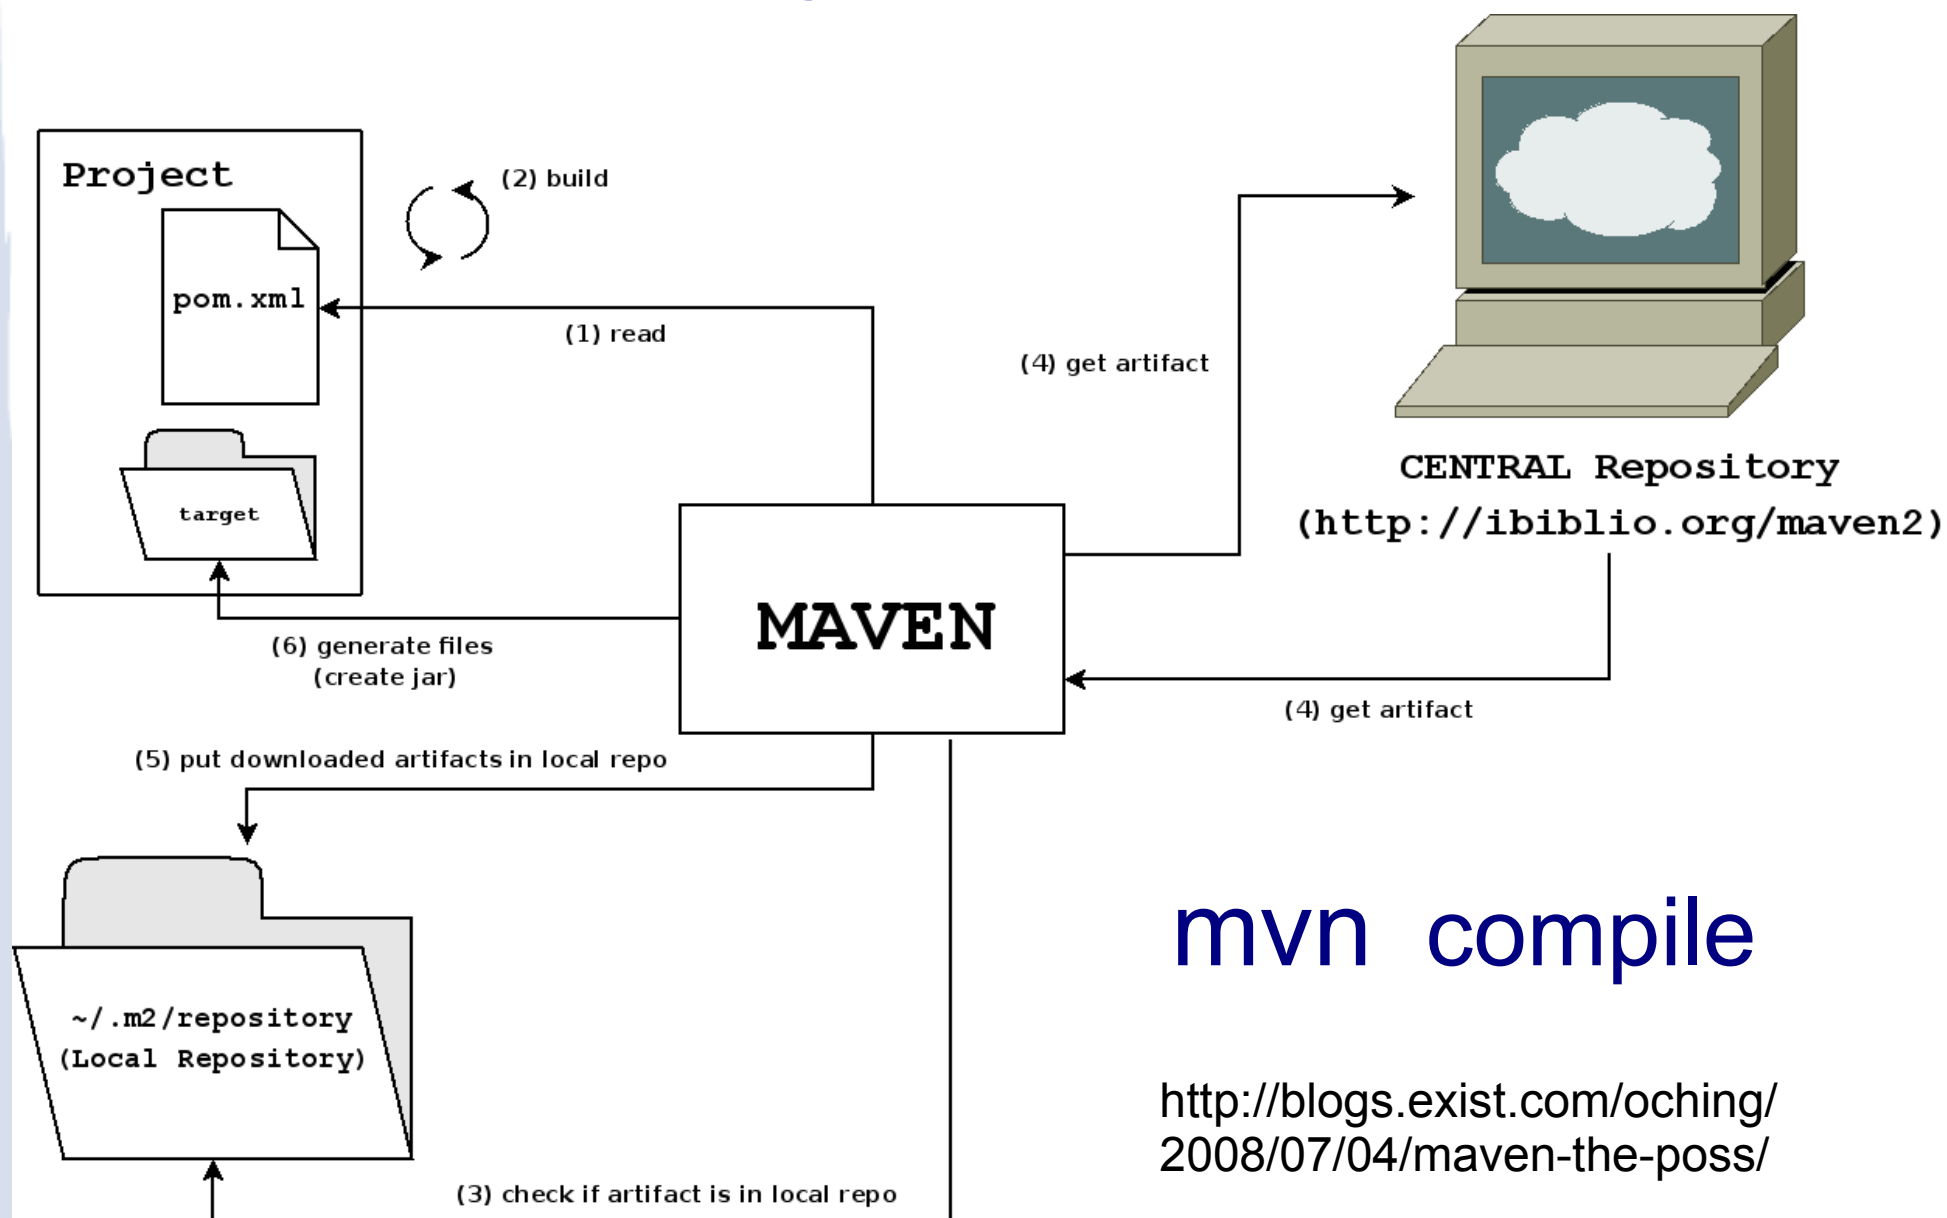 Project
(2) build
pom.xml
(1) read
(4) get artifact
target
CENTRAL Repository
(http://ibiblio.org/maven2)
MAVEN
(6) generate files
(create jar)
(4) get artifact
(5) put downloaded artifacts in local repo
mvn compile
~/.m2/repository
(Local Repository)
http://blogs.exist.com/oching/
2008/07/04/maven-the-poss/
(3) check if artifact is in local repo